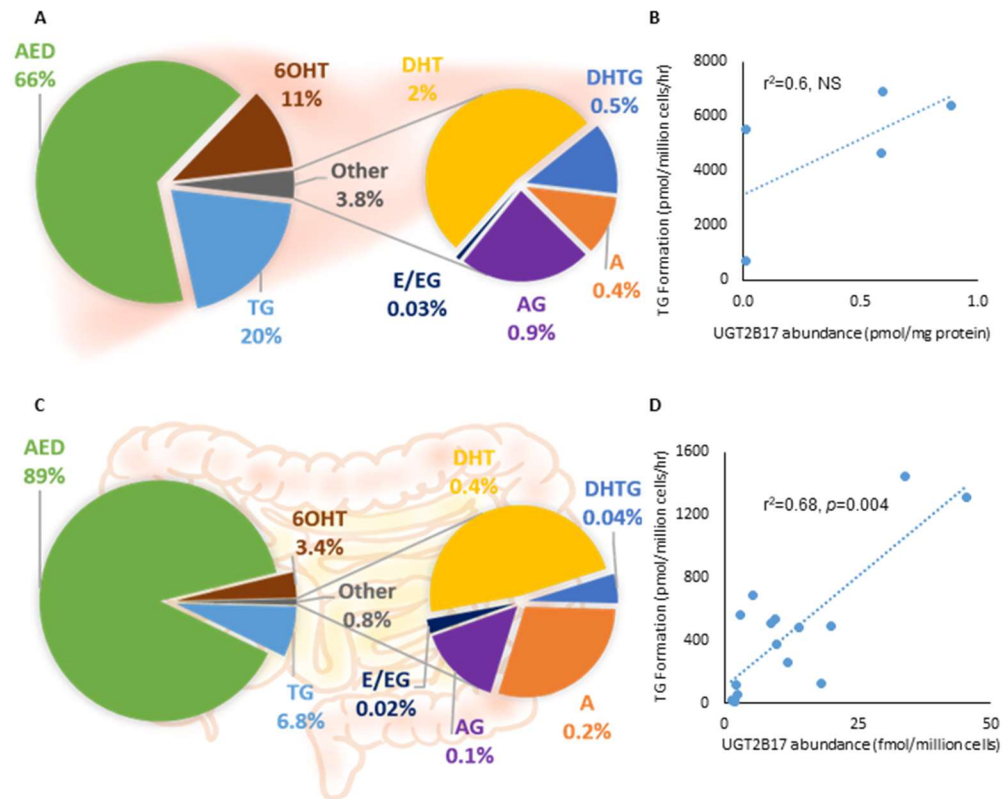 A
AED
66%
6OHT
11%
Other
3.8%
TG
20%
DHT
2%
DHTG
0.5%
A
0.4%
AG
0.9%
E/EG
0.03%
B
r²=0.6, NS
TG Formation (pmol/million cells/hr)
8000
6000
4000
2000
0
0.0
0.5
1.0
UGT2B17 abundance (pmol/mg protein)
C
AED
89%
6OHT
3.4%
Other
0.8%
TG
6.8%
DHT
0.4%
DHTG
0.04%
A
0.2%
AG
0.1%
E/EG
0.02%
D
r²=0.68, p=0.004
TG Formation (pmol/million cells/hr)
1600
1200
800
400
0
0
25
50
UGT2B17 abundance (fmol/million cells)